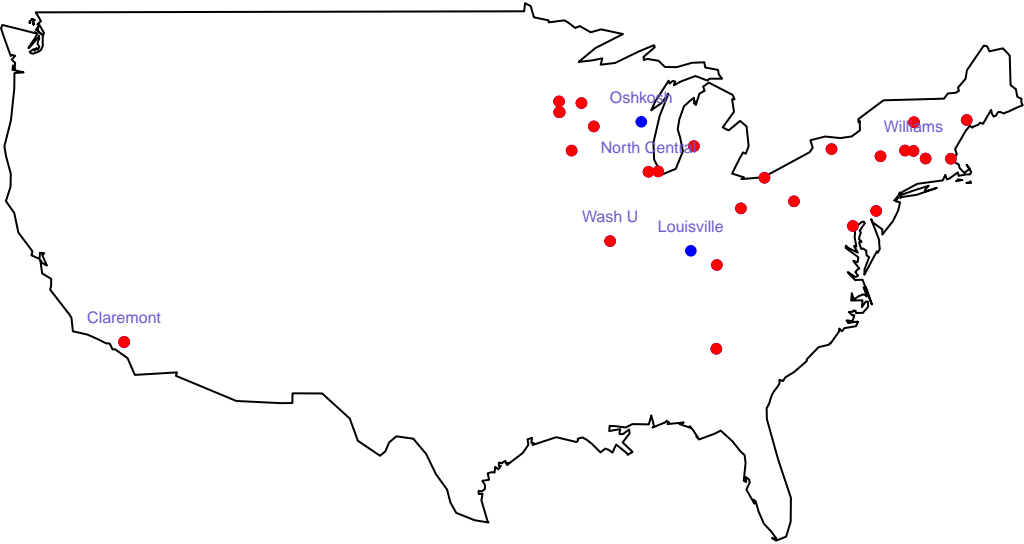 Oshkosh
Williams
North Central
Wash U
Louisville
Claremont